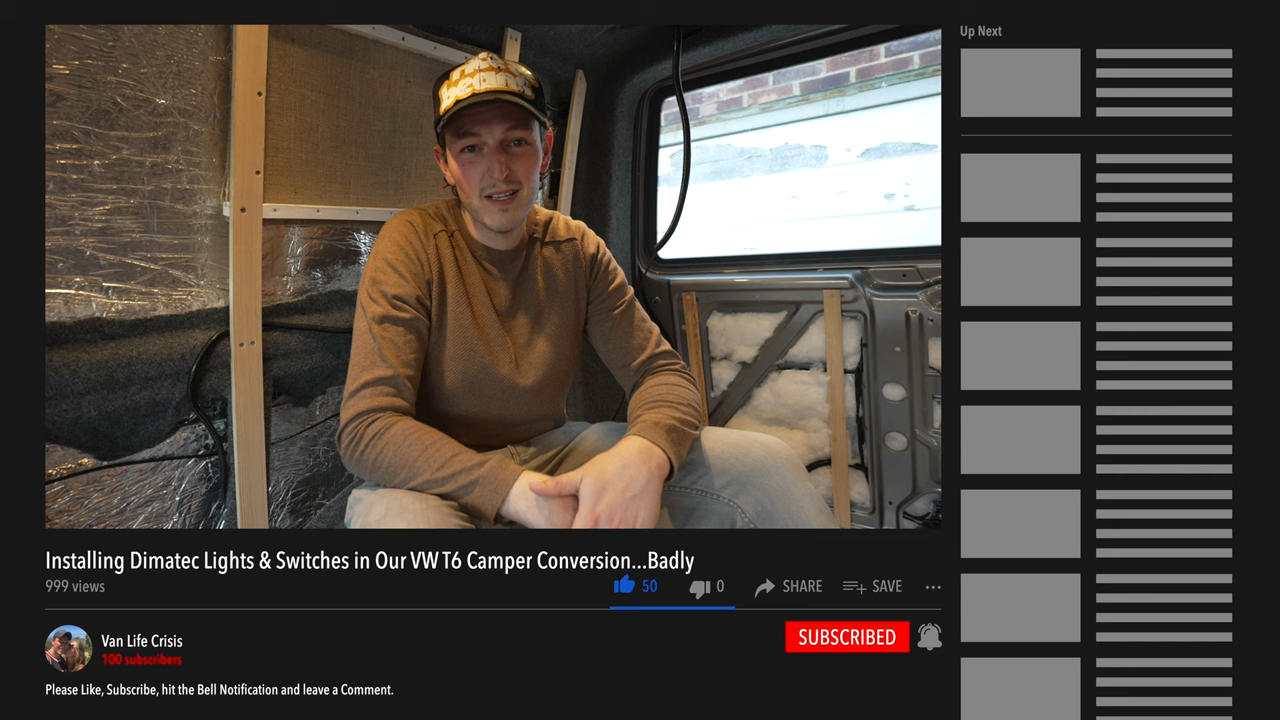 Up Next
Installing Dimatec Lights & Switches in Our VW T6 Camper Conversion...Badly
999 views
50
0
SHARE
SAVE
SUBSCRIBED
Van Life Crisis
100 subscribers
Please Like, Subscribe, hit the Bell Notification and leave a Comment.